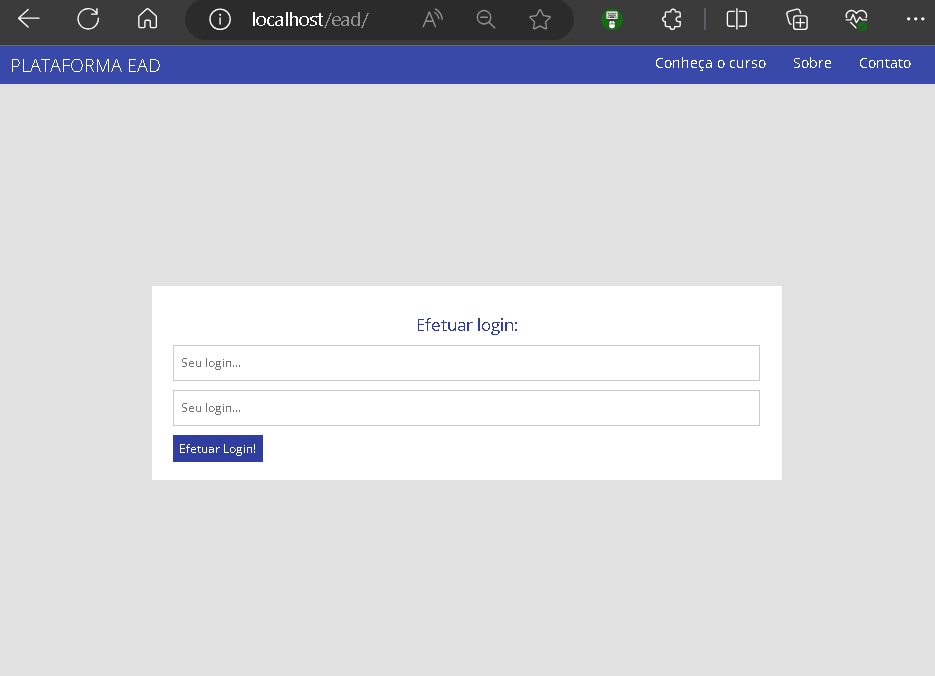 localhost/ead/
PLATAFORMA EAD Conheça o curso Sobre Contato
Efetuar login:
Seu login...
Seu login...
Efetuar Login!